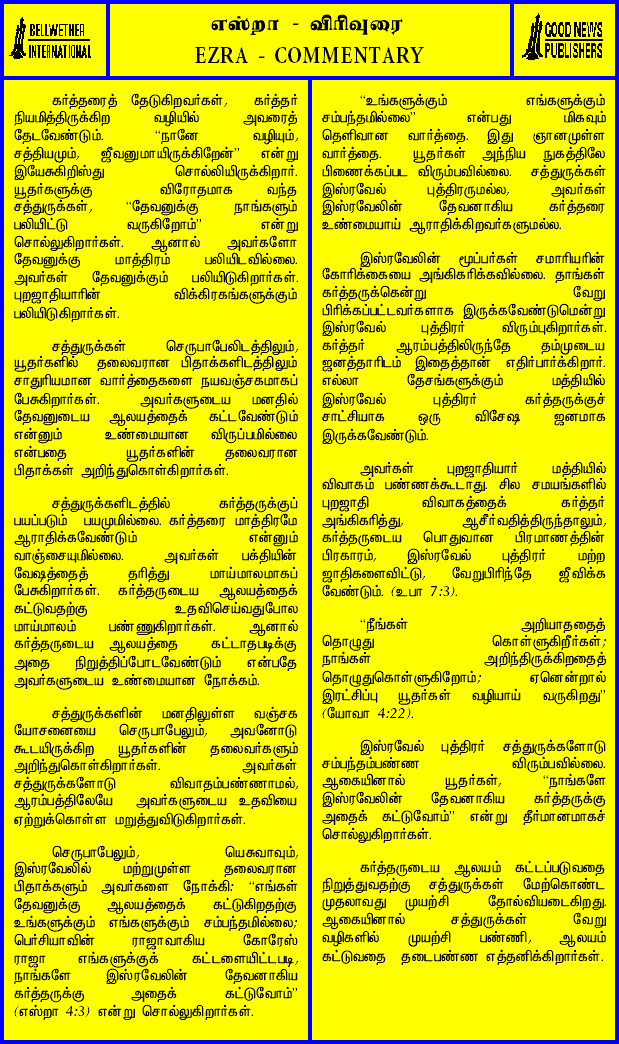 BELLWETHER
INTERNATIONAL
எஸ்றா - விரிவுரை
EZRA - COMMENTARY
GOOD NEWS
PUBLISHERS
கர்த்தரைத் தேடுகிறவர்கள், கர்த்தர்
நியமித்திருக்கிற வழியில் அவரைத்
தேடவேண்டும். “நானே வழியும்,
சத்தியமும், ஜீவனுமாயிருக்கிறேன்” என்று
இயேசுகிறிஸ்து சொல்லியிருக்கிறார்.
யூதர்களுக்கு விரோதமாக வந்த
சத்துருக்கள், “தேவனுக்கு நாங்களும்
பலியிட்டு வருகிறோம்” என்று
சொல்லுகிறார்கள். ஆனால் அவர்களோ
தேவனுக்கு மாத்திரம் பலியிடவில்லை.
அவர்கள் தேவனுக்கும் பலியிடுகிறார்கள்.
புறஜாதியாரின் விக்கிரகங்களுக்கும்
பலியிடுகிறார்கள்.
சத்துருக்கள் செருபாபேலிடத்திலும்,
யூதர்களில் தலைவரான பிதாக்களிடத்திலும்
சாதுரியமான வார்த்தைகளை நயவஞ்சகமாகப்
பேசுகிறார்கள். அவர்களுடைய மனதில்
தேவனுடைய ஆலயத்தைக் கட்டவேண்டும்
என்னும் உண்மையான விருப்பமில்லை
என்பதை யூதர்களின் தலைவரான
பிதாக்கள் அறிந்துகொள்கிறார்கள்.
சத்துருக்களிடத்தில் கர்த்தருக்குப்
பயப்படும் பயமுமில்லை. கர்த்தரை மாத்திரமே
ஆராதிக்கவேண்டும் என்னும்
வாஞ்சையுமில்லை. அவர்கள் பக்தியின்
வேஷத்தைத் தரித்து மாய்மாலமாகப்
பேசுகிறார்கள். கர்த்தருடைய ஆலயத்தைக்
கட்டுவதற்கு உதவிசெய்வதுபோல
மாய்மாலம் பண்ணுகிறார்கள். ஆனால்
கர்த்தருடைய ஆலயத்தை கட்டாதபடிக்கு
அதை நிறுத்திப்போடவேண்டும் என்பதே
அவர்களுடைய உண்மையான நோக்கம்.
சத்துருக்களின் மனதிலுள்ள வஞ்சக
யோசனையை செருபாபேலும், அவனோடு
கூடயிருக்கிற யூதர்களின் தலைவர்களும்
அறிந்துகொள்கிறார்கள். அவர்கள்
சத்துருக்களோடு விவாதம்பண்ணாமல்,
ஆரம்பத்திலேயே அவர்களுடைய உதவியை
ஏற்றுக்கொள்ள மறுத்துவிடுகிறார்கள்.
செருபாபேலும், யெசுவாவும்,
இஸ்ரவேலில் மற்றுமுள்ள தலைவரான
பிதாக்களும் அவர்களை நோக்கி: “எங்கள்
தேவனுக்கு ஆலயத்தைக் கட்டுகிறதற்கு
உங்களுக்கும் எங்களுக்கும் சம்பந்தமில்லை;
பெர்சியாவின் ராஜாவாகிய கோரேஸ்
ராஜா எங்களுக்குக் கட்டளையிட்டபடி,
நாங்களே இஸ்ரவேலின் தேவனாகிய
கர்த்தருக்கு அதைக் கட்டுவோம்”
(எஸ்றா 4:3) என்று சொல்லுகிறார்கள்.
“உங்களுக்கும் எங்களுக்கும்
சம்பந்தமில்லை” என்பது மிகவும்
தெளிவான வார்த்தை. இது ஞானமுள்ள
வார்த்தை. யூதர்கள் அந்நிய நுகத்திலே
பிணைக்கப்பட விரும்பவில்லை. சத்துருக்கள்
இஸ்ரவேல் புத்திரருமல்ல, அவர்கள்
இஸ்ரவேலின் தேவனாகிய கர்த்தரை
உண்மையாய் ஆராதிக்கிறவர்களுமல்ல.
இஸ்ரவேலின் மூப்பர்கள் சமாரியரின்
கோரிக்கையை அங்கிகரிக்கவில்லை. தாங்கள்
கர்த்தருக்கென்று வேறு
பிரிக்கப்பட்டவர்களாக இருக்கவேண்டுமென்று
இஸ்ரவேல் புத்திரர் விரும்புகிறார்கள்.
கர்த்தர் ஆரம்பத்திலிருந்தே தம்முடைய
ஜனத்தாரிடம் இதைத்தான் எதிர்பார்க்கிறார்.
எல்லா தேசங்களுக்கும் மத்தியில்
இஸ்ரவேல் புத்திரர் கர்த்தருக்குச்
சாட்சியாக ஒரு விசேஷ ஜனமாக
இருக்கவேண்டும்.
அவர்கள் புறஜாதியார் மத்தியில்
விவாகம் பண்ணக்கூடாது. சில சமயங்களில்
புறஜாதி விவாகத்தைக் கர்த்தர்
அங்கிகரித்து, ஆசீர்வதித்திருந்தாலும்,
கர்த்தருடைய பொதுவான பிரமாணத்தின்
பிரகாரம், இஸ்ரவேல் புத்திரர் மற்ற
ஜாதிகளைவிட்டு, வேறுபிரிந்தே ஜீவிக்க
வேண்டும். (உபா 7:3).
“நீங்கள் அறியாததைத்
தொழுது கொள்ளுகிறீர்கள்;
நாங்கள் அறிந்திருக்கிறதைத்
தொழுதுகொள்ளுகிறோம்; ஏனென்றால்
இரட்சிப்பு யூதர்கள் வழியாய் வருகிறது”
(யோவா 4:22).
இஸ்ரவேல் புத்திரர் சத்துருக்களோடு
சம்பந்தம்பண்ண விரும்பவில்லை.
ஆகையினால் யூதர்கள், “நாங்களே
இஸ்ரவேலின் தேவனாகிய கர்த்தருக்கு
அதைக் கட்டுவோம்” என்று தீர்மானமாகச்
சொல்லுகிறார்கள்.
கர்த்தருடைய ஆலயம் கட்டப்படுவதை
நிறுத்துவதற்கு சத்துருக்கள் மேற்கொண்ட
முதலாவது முயற்சி தோல்வியடைகிறது.
ஆகையினால் சத்துருக்கள் வேறு
வழிகளில் முயற்சி பண்ணி, ஆலயம்
கட்டுவதை தடைபண்ண எத்தனிக்கிறார்கள்.